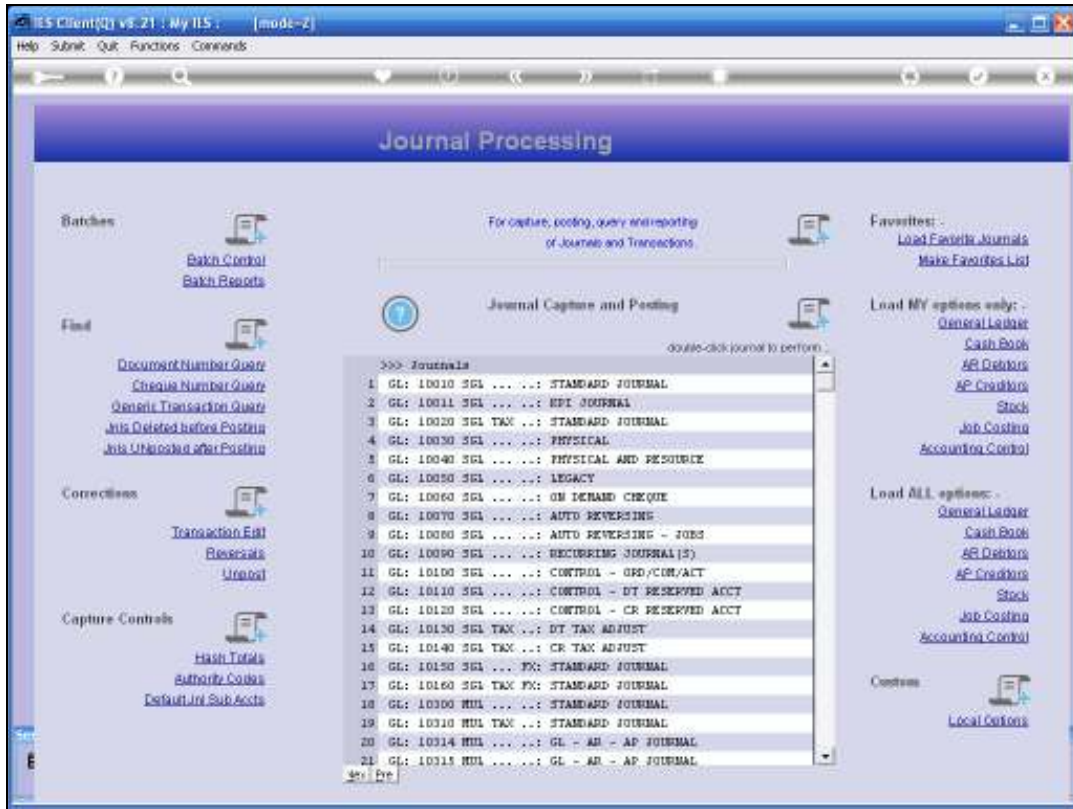 IES Client(Q) v8.21 : My IES : [mode=2]
Help Submit Quit Functions Commands
Journal Processing
Batches
Batch Control
Batch Reports
Find
Document Number Query
Cheque Number Query
Generic Transaction Query
Jnls Deleted before Posting
Jnls UNposted after Posting
Corrections
Transaction Edit
Reversals
Unpost
Capture Controls
Hash Totals
Authority Codes
Default Jnl Sub Accts
For capture, posting, query and reporting
of Journals and Transactions.
Journal Capture and Posting
double-click journal to perform :
>>> Journals
1 GL: 10010 SGL ... ..: STANDARD JOURNAL
2 GL: 10011 SGL ... ..: KPI JOURNAL
3 GL: 10020 SGL TAX ..: STANDARD JOURNAL
4 GL: 10030 SGL ... ..: PHYSICAL
5 GL: 10040 SGL ... ..: PHYSICAL AND RESOURCE
6 GL: 10050 SGL ... ..: LEGACY
7 GL: 10060 SGL ... ..: ON DEMAND CHEQUE
8 GL: 10070 SGL ... ..: AUTO REVERSING
9 GL: 10080 SGL ... ..: AUTO REVERSING - JOBS
10 GL: 10090 SGL ... ..: RECURRING JOURNAL(S)
11 GL: 10100 SGL ... ..: CONTROL - ORD/COM/ACT
12 GL: 10110 SGL ... ..: CONTROL - DT RESERVED ACCT
13 GL: 10120 SGL ... ..: CONTROL - CR RESERVED ACCT
14 GL: 10130 SGL TAX ..: DT TAX ADJUST
15 GL: 10140 SGL TAX ..: CR TAX ADJUST
16 GL: 10150 SGL ... FX: STANDARD JOURNAL
17 GL: 10160 SGL TAX FX: STANDARD JOURNAL
18 GL: 10300 MUL ... ..: STANDARD JOURNAL
19 GL: 10310 MUL TAX ..: STANDARD JOURNAL
20 GL: 10314 MUL ... ..: GL - AR - AP JOURNAL
21 GL: 10315 MUL ... ..: GL - AR - AP JOURNAL
Nex Pre
Favorites: -
Load Favorite Journals
Make Favorites List
Load MY options only: -
General Ledger
Cash Book
AR Debtors
AP Creditors
Stock
Job Costing
Accounting Control
Load ALL options: -
General Ledger
Cash Book
AR Debtors
AP Creditors
Stock
Job Costing
Accounting Control
Custom
Local Options